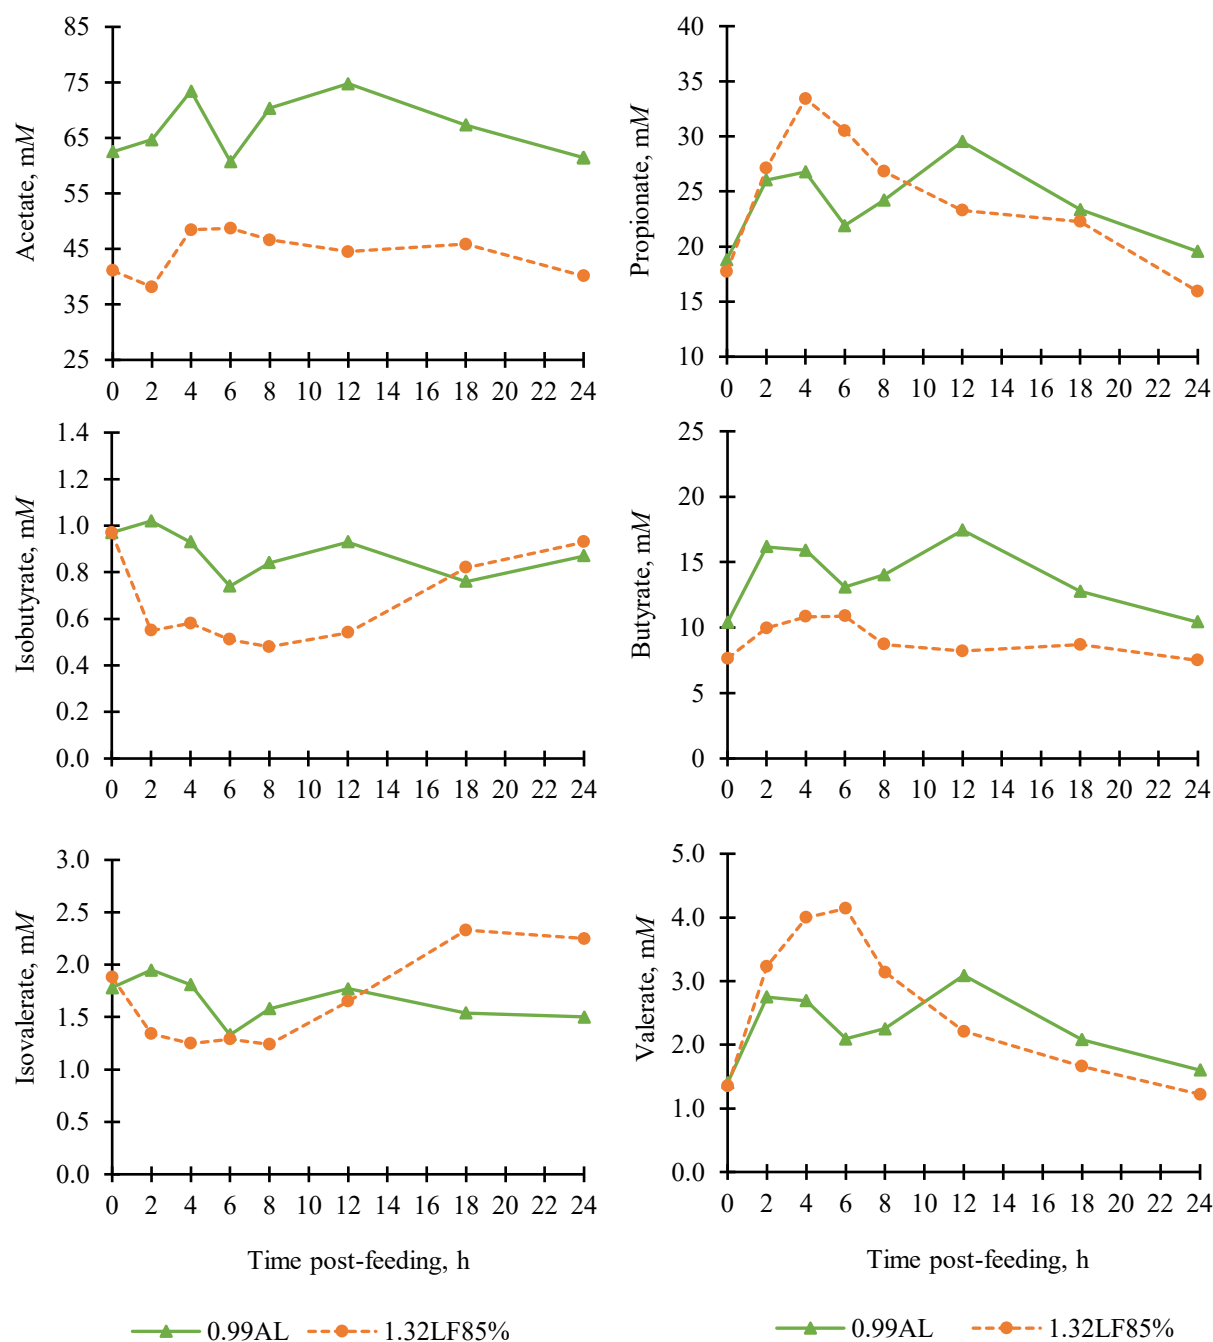 Acetate, mM
85
75
65
55
45
35
25
0 2 4 6 8 10 12 14 16 18 20 22 24
Propionate, mM
40
35
30
25
20
15
10
0 2 4 6 8 10 12 14 16 18 20 22 24
Isobutyrate, mM
1.4
1.2
1.0
0.8
0.6
0.4
0.2
0.0
0 2 4 6 8 10 12 14 16 18 20 22 24
Butyrate, mM
25
20
15
10
5
0
0 2 4 6 8 10 12 14 16 18 20 22 24
Isovalerate, mM
3.0
2.5
2.0
1.5
1.0
0.5
0.0
0 2 4 6 8 10 12 14 16 18 20 22 24
Time post-feeding, h
0.99AL 1.32LF85%
Valerate, mM
5.0
4.0
3.0
2.0
1.0
0.0
0 2 4 6 8 10 12 14 16 18 20 22 24
Time post-feeding, h
0.99AL 1.32LF85%